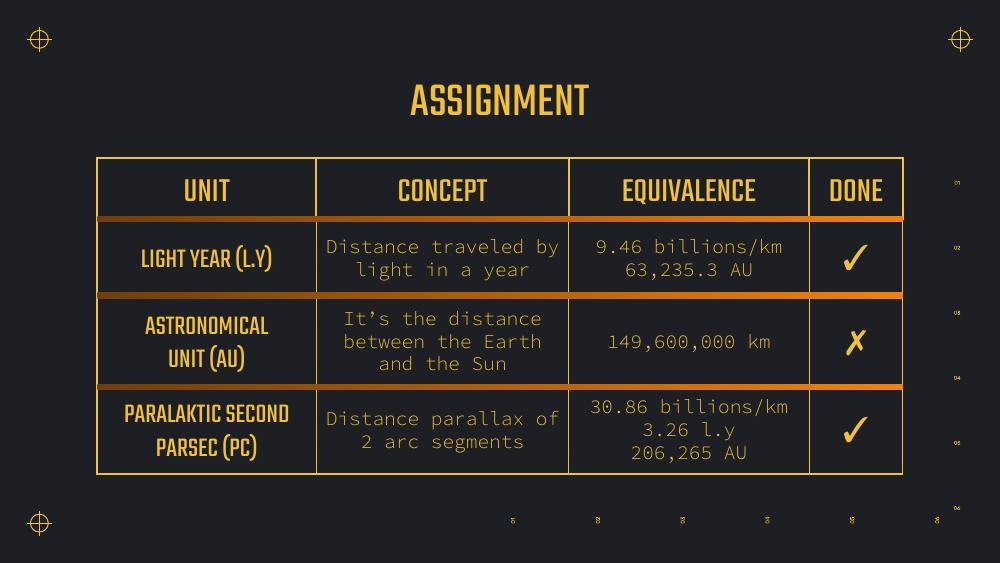 ASSIGNMENT
UNIT CONCEPT EQUIVALENCE DONE
LIGHT YEAR (L.Y)
Distance traveled by
light in a year
9.46 billions/km
63,235.3 AU
✓
ASTRONOMICAL
UNIT (AU)
It’s the distance
between the Earth
and the Sun
149,600,000 km
✗
PARALAKTIC SECOND
PARSEC (PC)
Distance parallax of
2 arc segments
30.86 billions/km
3.26 l.y
206,265 AU
✓
01
02
03
04
05
06
01 02 03 04 05 06